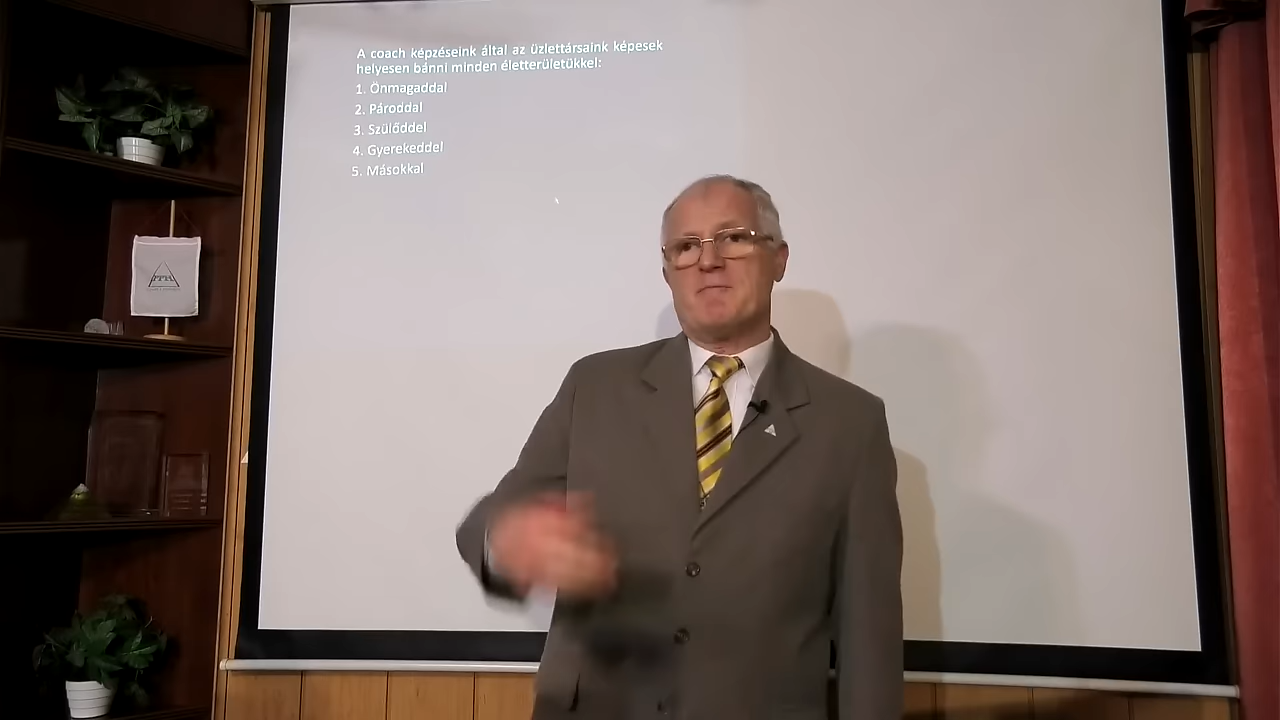 A coach képzéseink által az üzlettársaink képesek
helyesen bánni minden életterületükkel:
1. Önmagaddal
2. Pároddal
3. Szülőddel
4. Gyerekeddel
5. Másokkal